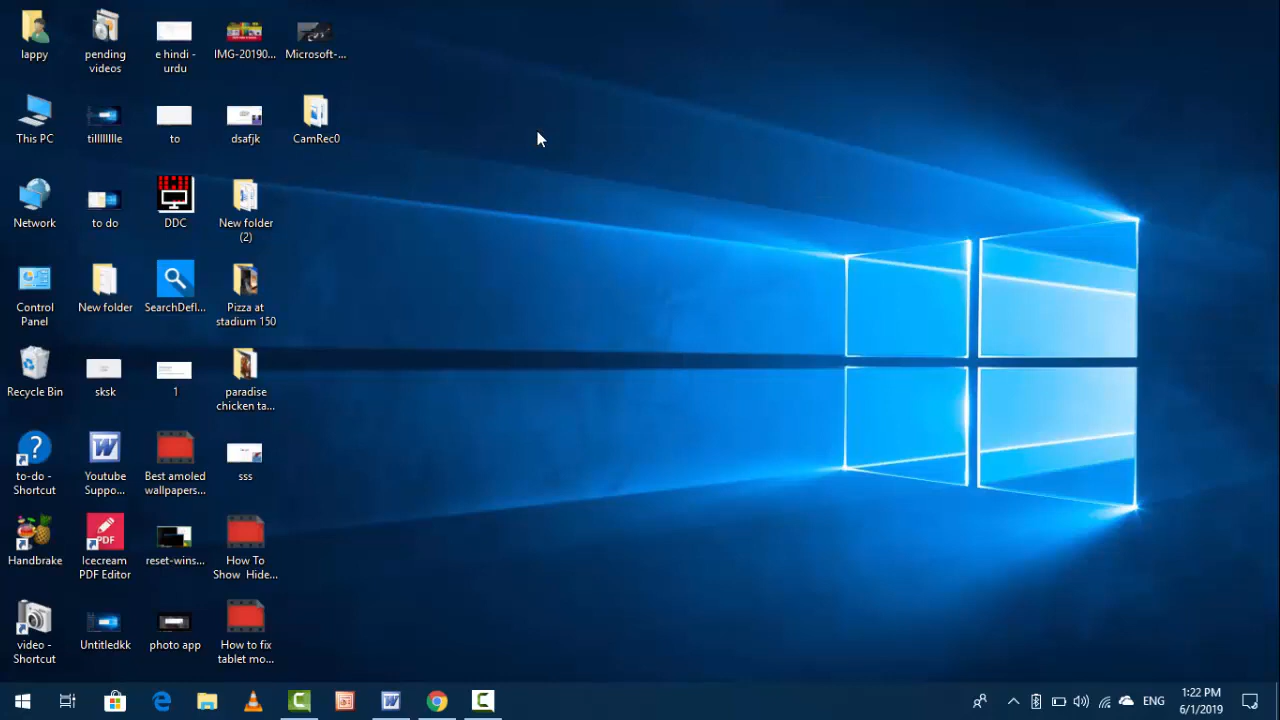 lappy
pending
videos
e hindi -
urdu
IMG-20190...
Microsoft-...
This PC
tilllllllle
to
dsafjk
CamRec0
Network
to do
DDC
New folder
(2)
Control
Panel
New folder
SearchDefl...
Pizza at
stadium 150
Recycle Bin
sksk
1
paradise
chicken ta...
to-do -
Shortcut
Youtube
Suppo...
Best amoled
wallpapers...
sss
Handbrake
PDF
Icecream
PDF Editor
reset-wins...
How To
Show Hide...
video -
Shortcut
Untitledkk
photo app
How to fix
tablet mo...
ENG
1:22 PM
6/1/2019